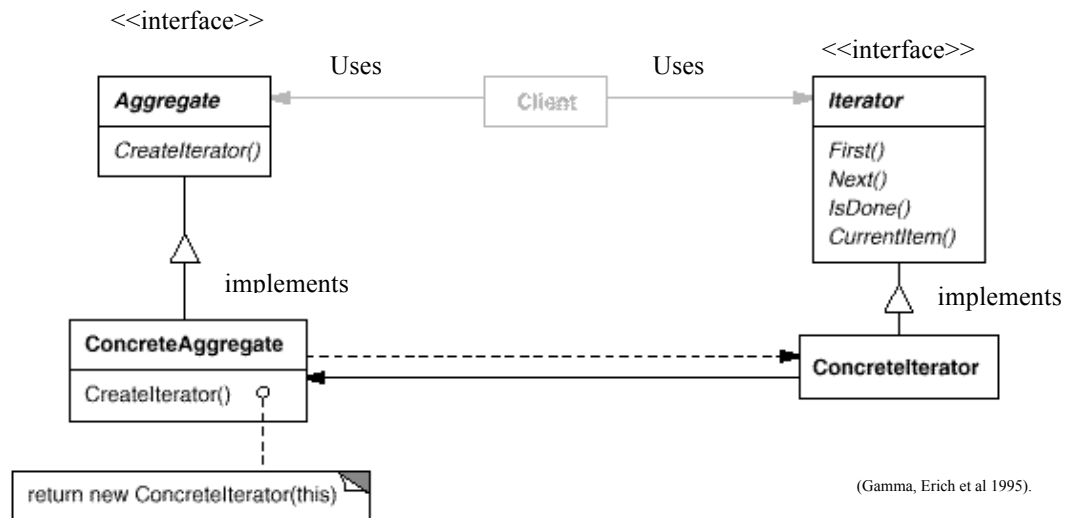 <<interface>>
<<interface>>
Uses
Uses
Aggregate
CreateIterator()
Client
Iterator
First()
Next()
IsDone()
CurrentItem()
implements
implements
ConcreteAggregate
CreateIterator()
ConcreteIterator
return new ConcreteIterator(this)
(Gamma, Erich et al 1995).